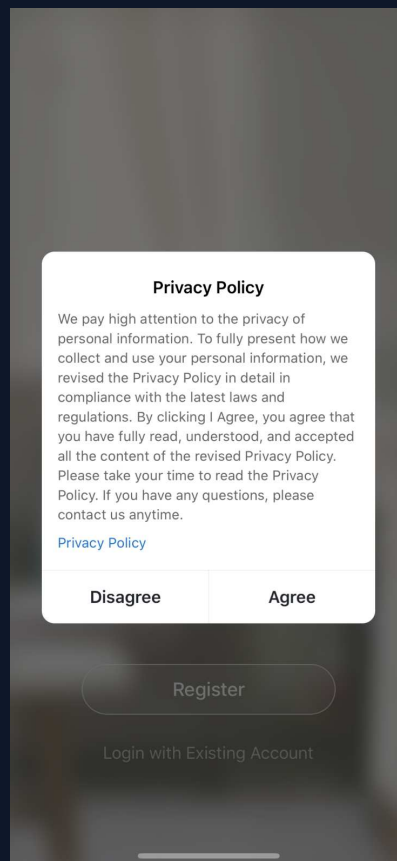 Privacy Policy
We pay high attention to the privacy of
personal information. To fully present how we
collect and use your personal information, we
revised the Privacy Policy in detail in
compliance with the latest laws and
regulations. By clicking I Agree, you agree that
you have fully read, understood, and accepted
all the content of the revised Privacy Policy.
Please take your time to read the Privacy
Policy. If you have any questions, please
contact us anytime.
Privacy Policy
Disagree Agree
Register
Login with Existing Account